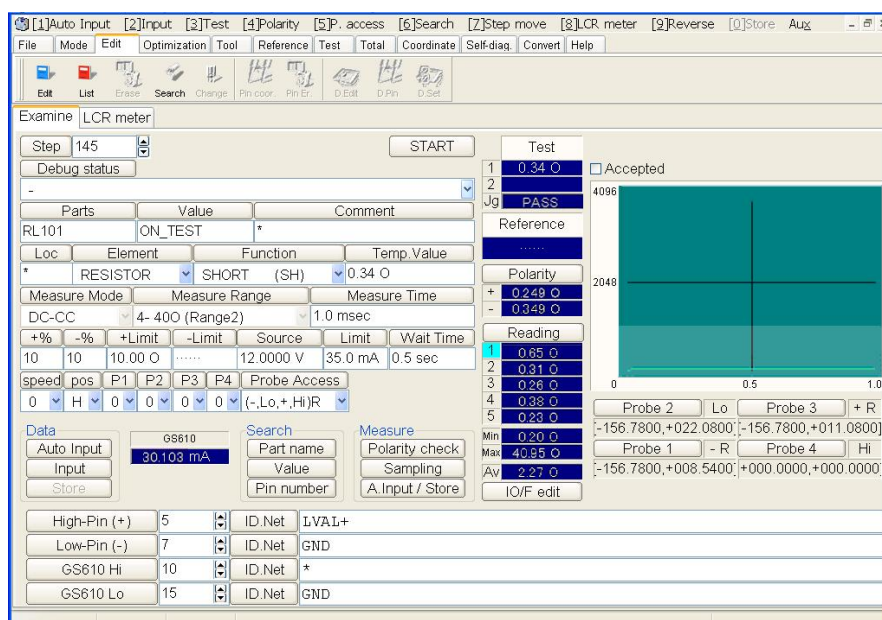 [1]Auto Input [2]Input [3]Test [4]Polarity [5]P. access [6]Search [7]Step move [8]LCR meter [9]Reverse [0]Store Aux
File Mode Edit Optimization Tool Reference Test Total Coordinate Self-diag. Convert Help
Edit List Erase Search Change Pin coor. Pin Er. D.Edit D.Pin D.Set
Examine LCR meter
Step 145 START
Debug status
-
Parts Value Comment
RL101 ON_TEST *
Loc Element Function Temp.Value
* RESISTOR SHORT (SH) 0.34 O
Measure Mode Measure Range Measure Time
DC-CC 4- 40O (Range2) 1.0 msec
+% -% +Limit -Limit Source Limit Wait Time
10 10 10.00 O ...... 12.0000 V 35.0 mA 0.5 sec
speed pos P1 P2 P3 P4 Probe Access
0 H 0 0 0 0 (-,Lo,+,Hi)R
Data
Auto Input
Input
Store
GS610
30.103 mA
Search
Part name
Value
Pin number
Measure
Polarity check
Sampling
A.Input / Store
Test
1 0.34 O
2
Jg PASS
Reference
......
Polarity
+ 0.249 O
- 0.349 O
Reading
1 0.65 O
2 0.31 O
3 0.26 O
4 0.38 O
5 0.23 O
Min 0.20 O
Max 40.95 O
Av 2.27 O
IO/F edit
Accepted
4096
2048
0 0.5 1.0
Probe 2 Lo Probe 3 + R
[-156.7800,+022.0800] [-156.7800,+011.0800]
Probe 1 - R Probe 4 Hi
[-156.7800,+008.5400] [+000.0000,+000.0000]
High-Pin (+) 5 ID.Net LVAL+
Low-Pin (-) 7 ID.Net GND
GS610 Hi 10 ID.Net *
GS610 Lo 15 ID.Net GND